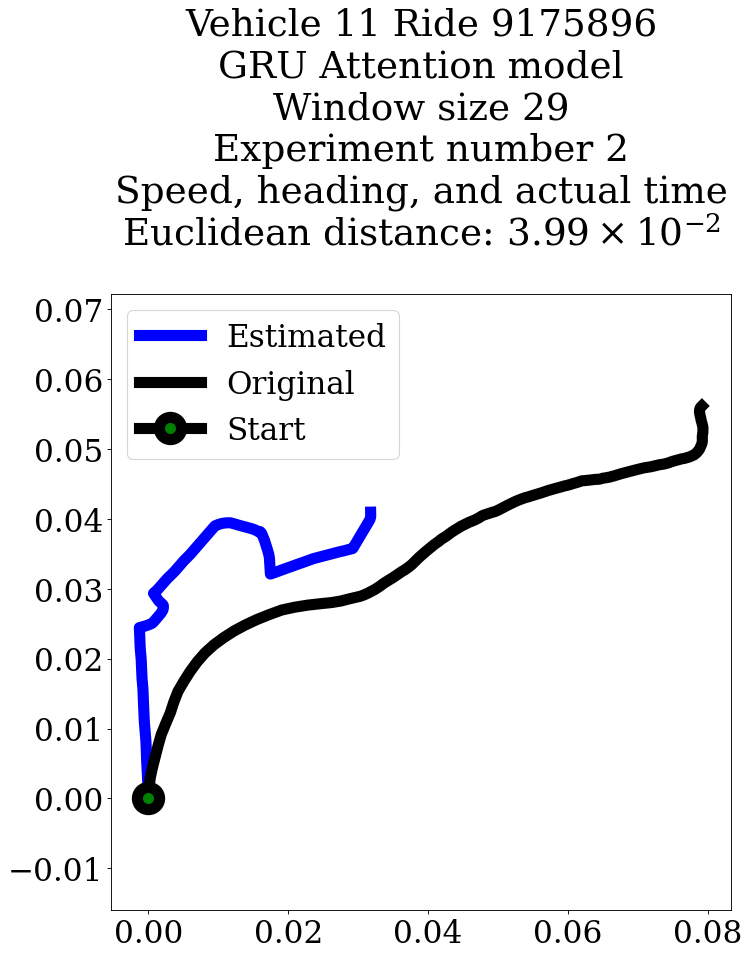 Vehicle 11 Ride 9175896
GRU Attention model
Window size 29
Experiment number 2
Speed, heading, and actual time
Euclidean distance: 3.99 × 10⁻²
Estimated
Original
Start
0.07
0.06
0.05
0.04
0.03
0.02
0.01
0.00
−0.01
0.00 0.02 0.04 0.06 0.08